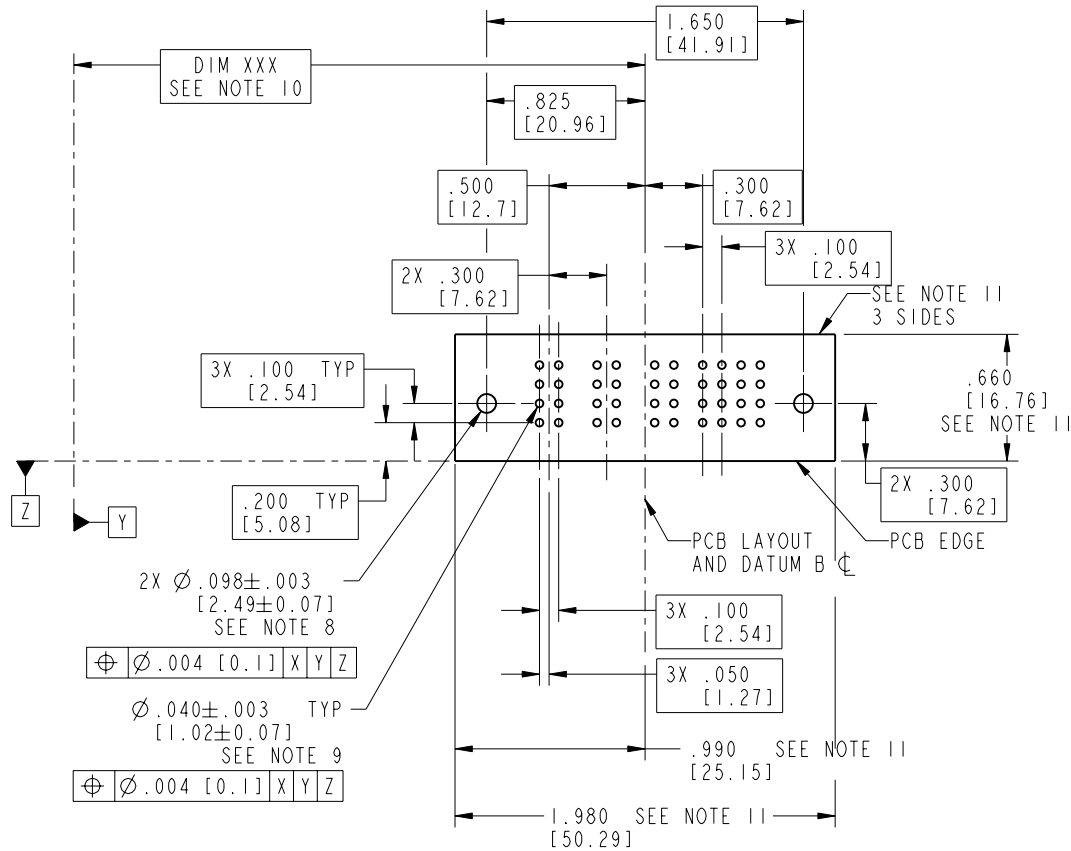 1.650
[41.91]
DIM XXX
SEE NOTE 10
.825
[20.96]
.500
[12.7]
.300
[7.62]
3X .100
[2.54]
2X .300
[7.62]
SEE NOTE 11
3 SIDES
3X .100 TYP
[2.54]
.660
[16.76]
SEE NOTE 11
2X .300
[7.62]
.200 TYP
[5.08]
Z
Y
PCB LAYOUT
AND DATUM B ℄
PCB EDGE
2X ⌀.098±.003
[2.49±0.07]
SEE NOTE 8
⌖ ⌀.004 [0.1] X Y Z
3X .100
[2.54]
3X .050
[1.27]
⌀.040±.003 TYP
[1.02±0.07]
SEE NOTE 9
⌖ ⌀.004 [0.1] X Y Z
.990 SEE NOTE 11
[25.15]
1.980 SEE NOTE 11
[50.29]